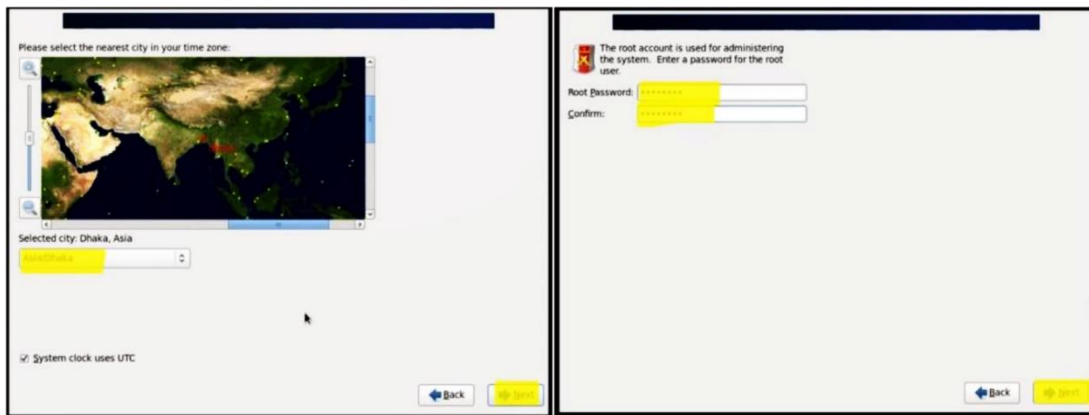 Please select the nearest city in your time zone:
Selected city: Dhaka, Asia
Asia/Dhaka
System clock uses UTC
Back
Next
The root account is used for administering
the system. Enter a password for the root
user.
Root Password:
Confirm:
Back
Next